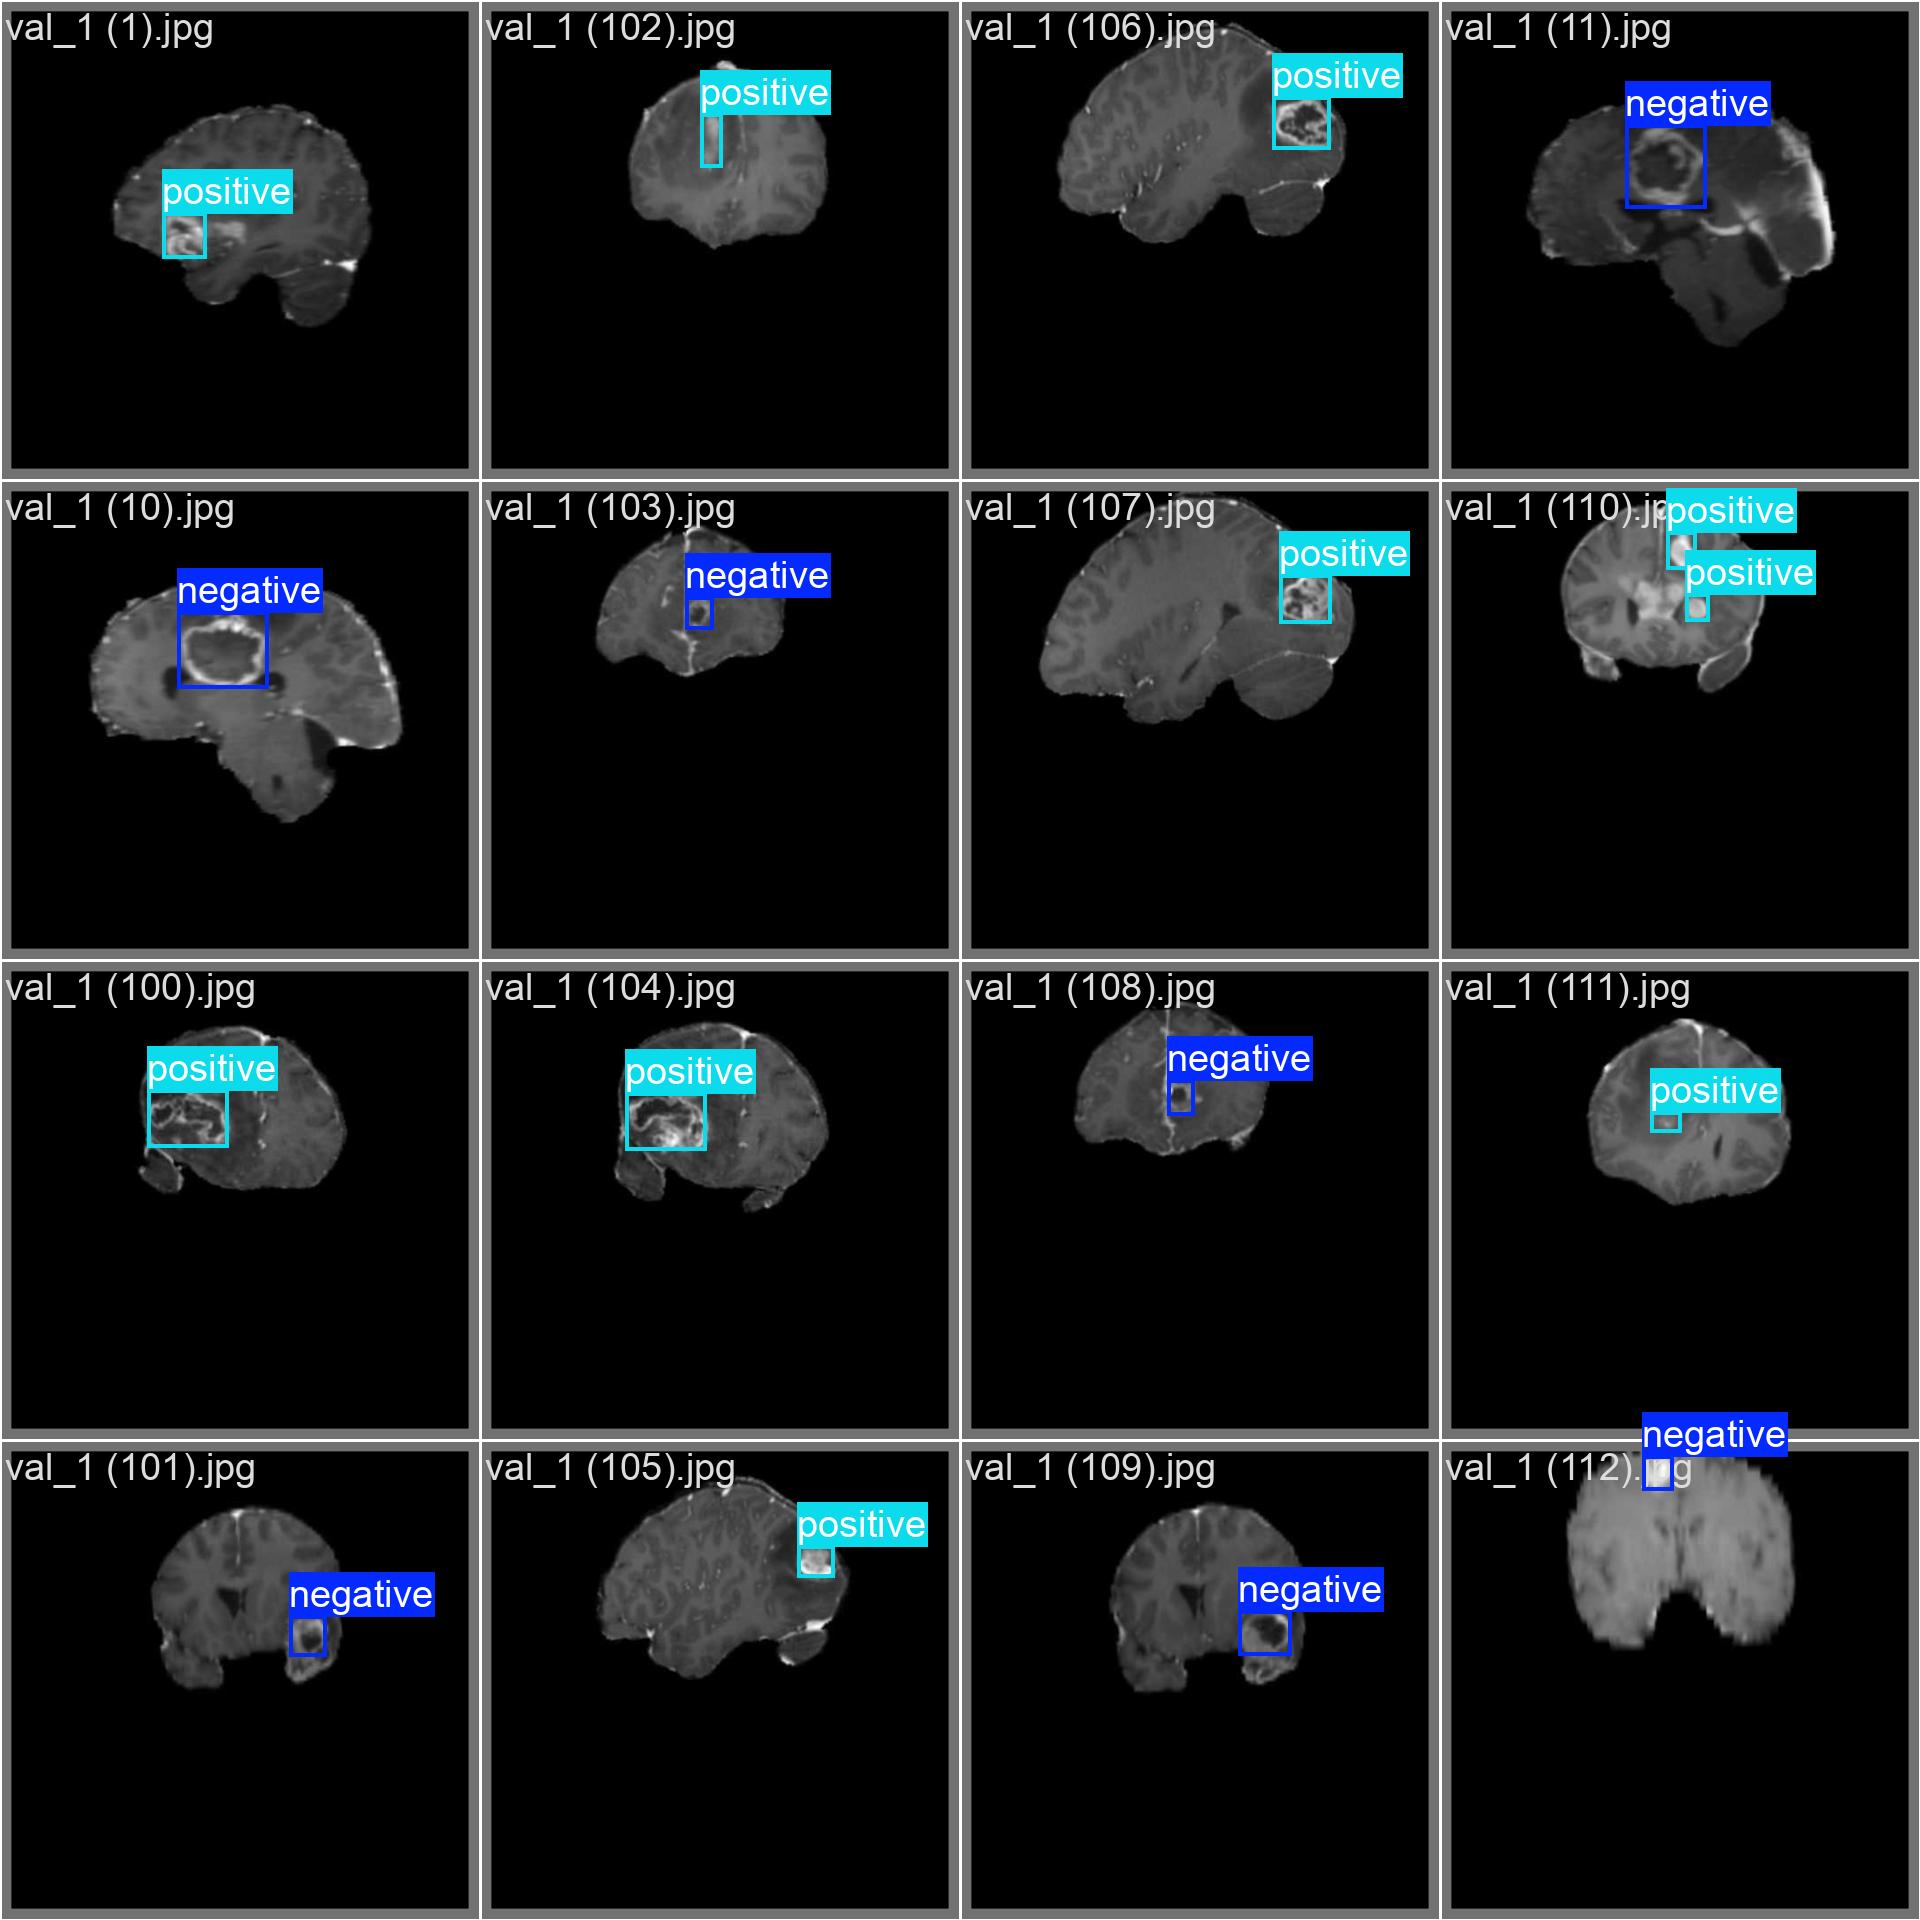 val_1 (1).jpg
positive
val_1 (102).jpg
positive
val_1 (106).jpg
positive
val_1 (11).jpg
negative
val_1 (10).jpg
negative
val_1 (103).jpg
negative
val_1 (107).jpg
positive
val_1 (110).jp
positive
positive
val_1 (100).jpg
positive
val_1 (104).jpg
positive
val_1 (108).jpg
negative
val_1 (111).jpg
positive
val_1 (101).jpg
negative
val_1 (105).jpg
positive
val_1 (109).jpg
negative
val_1 (112).jpg
negative